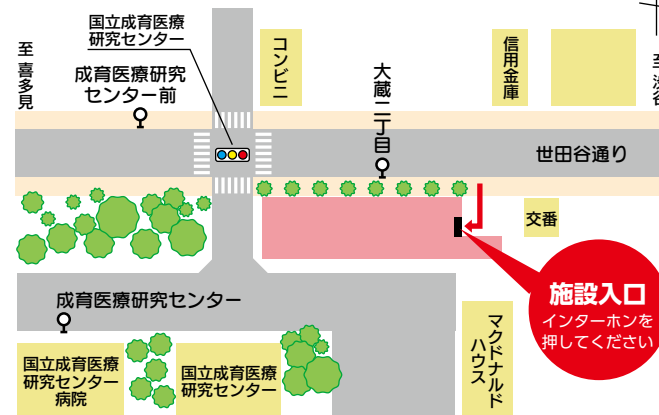 国立成育医療
研究センター
至 喜多見
成育医療研究
センター前
コンビニ
大蔵二丁目
信用金庫
至 渋谷
世田谷通り
交番
施設入口
インターホンを
押してください
成育医療研究センター
国立成育医療
研究センター
病院
国立成育医療
研究センター
マクドナルド
ハウス